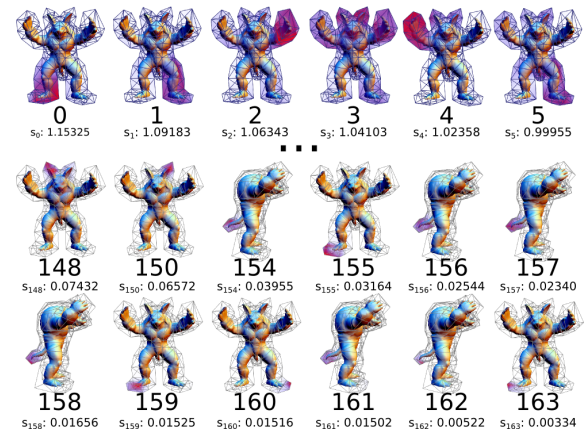 0 1 2 3 4 5
s₀: 1.15325 s₁: 1.09183 s₂: 1.06343 s₃: 1.04103 s₄: 1.02358 s₅: 0.99955
...
148 150 154 155 156 157
s₁₄₈: 0.07432 s₁₅₀: 0.06572 s₁₅₄: 0.03955 s₁₅₅: 0.03164 s₁₅₆: 0.02544 s₁₅₇: 0.02340
158 159 160 161 162 163
s₁₅₈: 0.01656 s₁₅₉: 0.01525 s₁₆₀: 0.01516 s₁₆₁: 0.01502 s₁₆₂: 0.00522 s₁₆₃: 0.00334